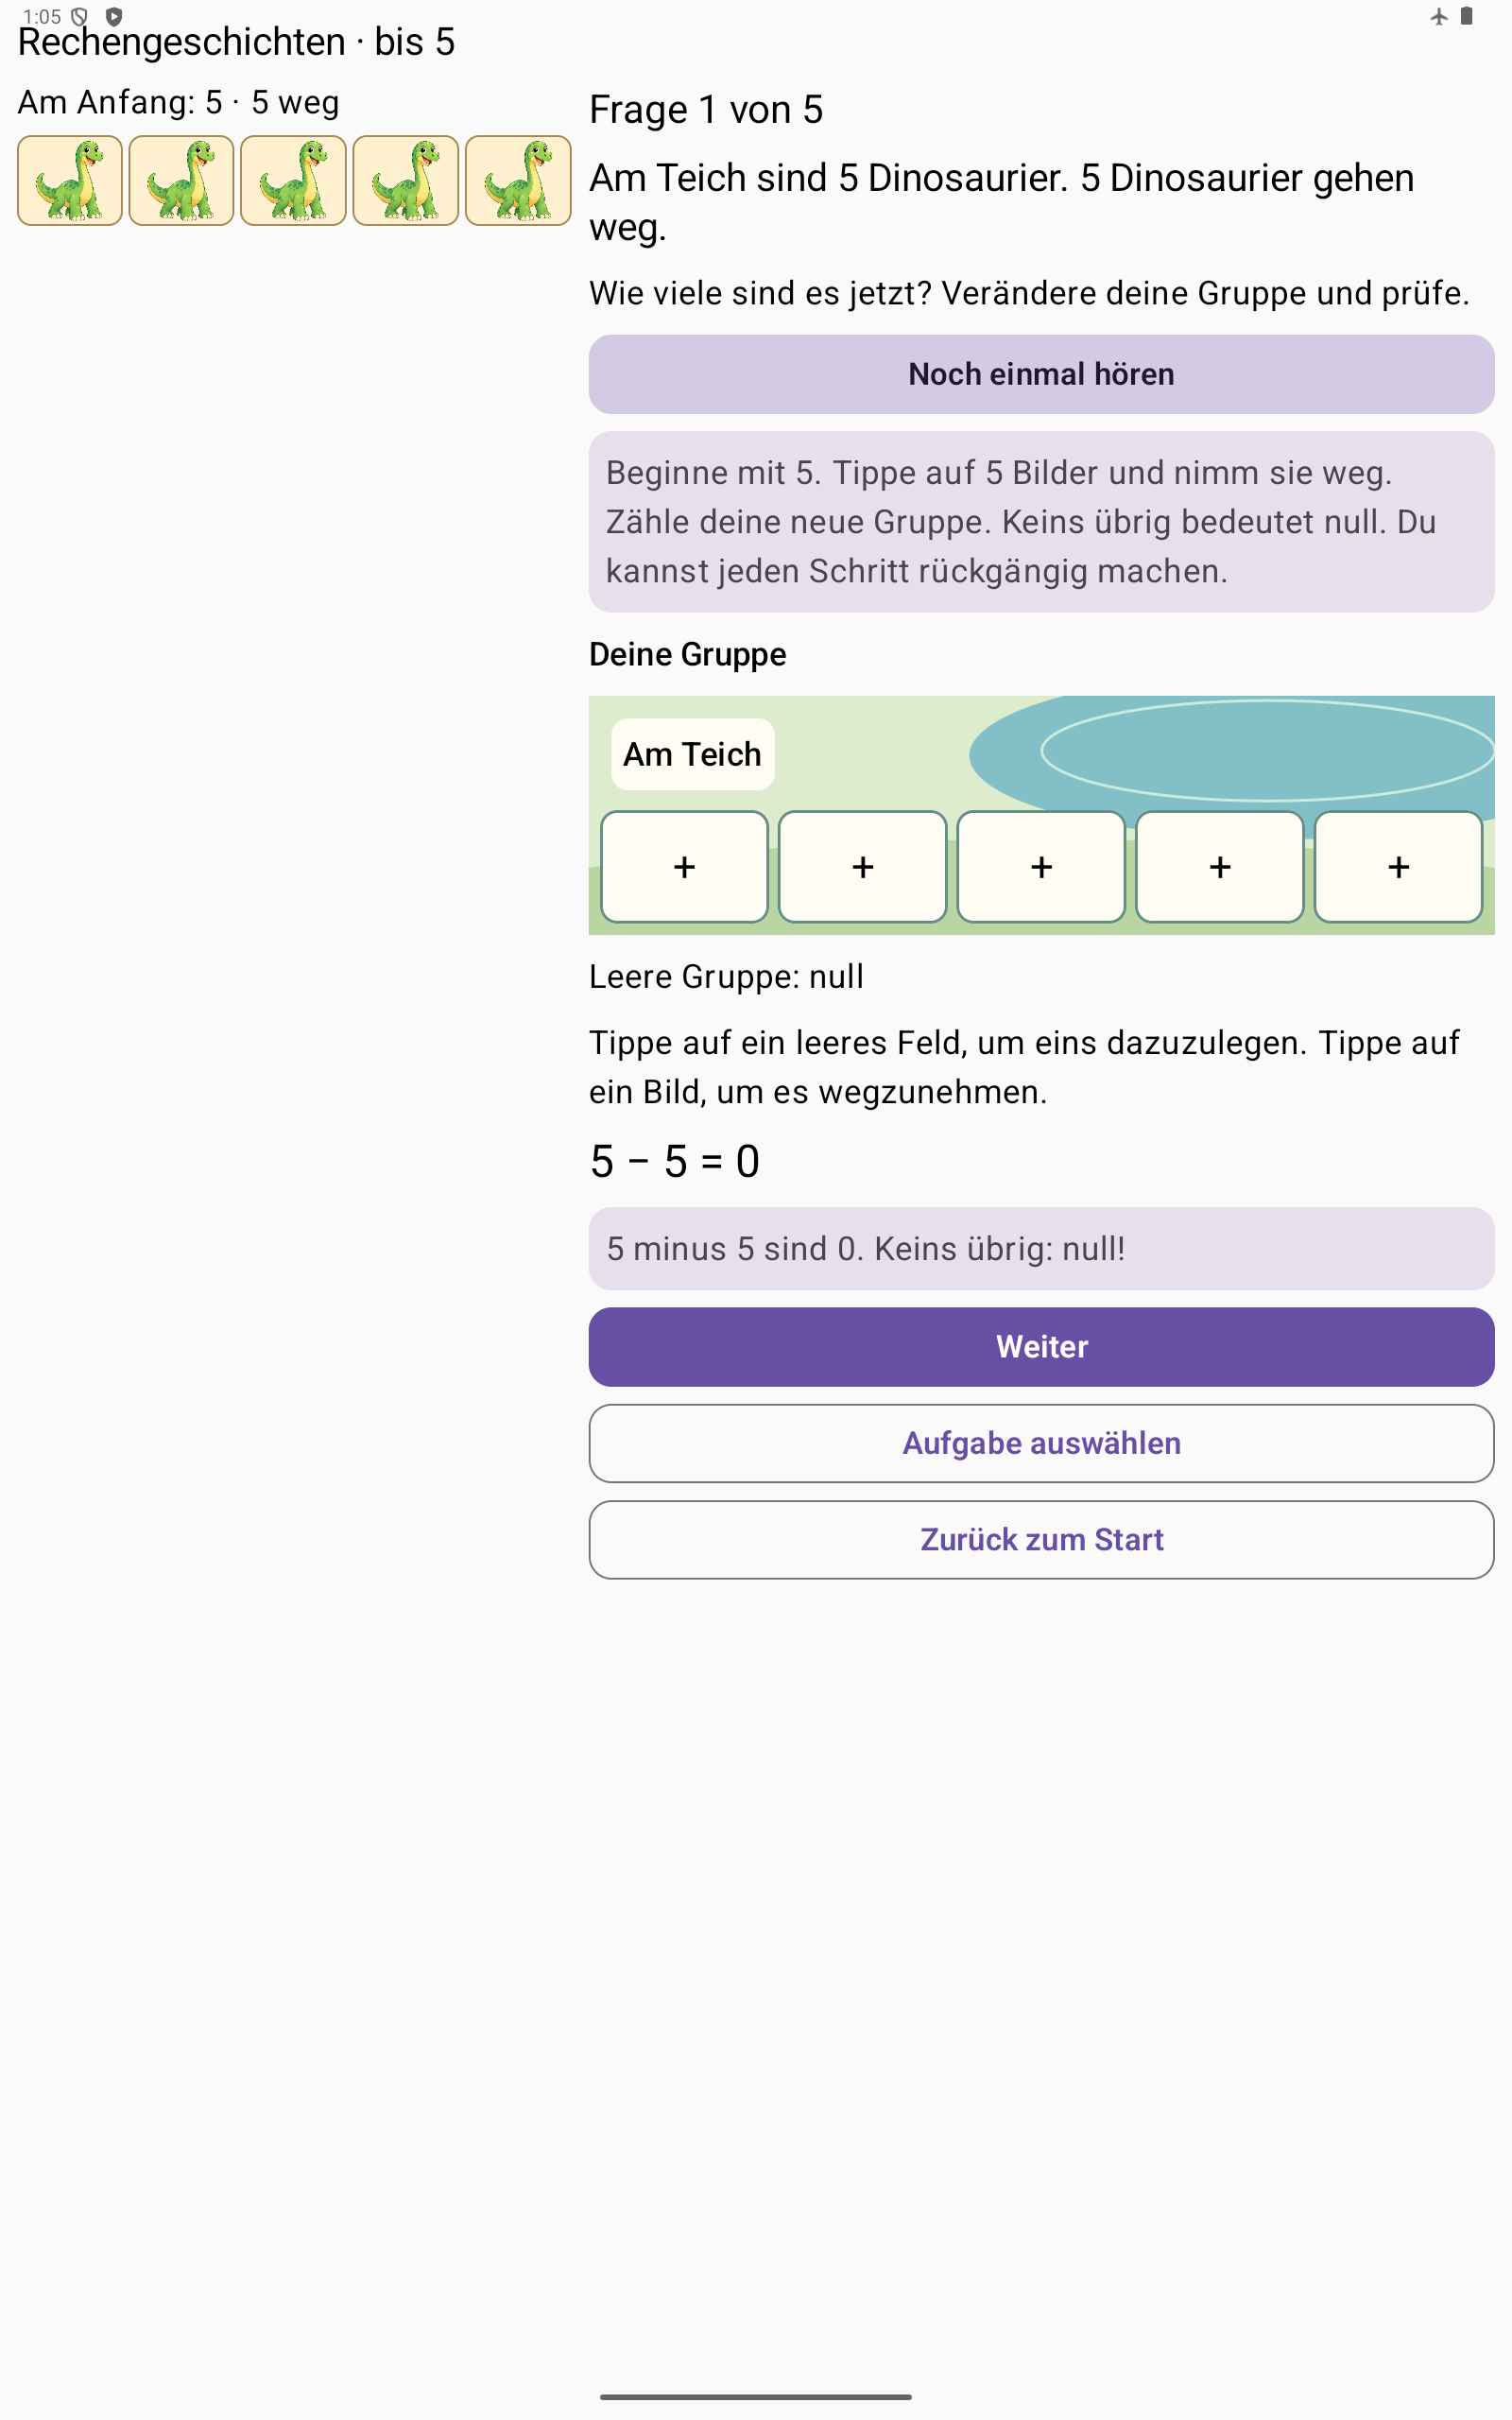 1:05
Rechengeschichten · bis 5
Am Anfang: 5 · 5 weg
Frage 1 von 5
Am Teich sind 5 Dinosaurier. 5 Dinosaurier gehen
weg.
Wie viele sind es jetzt? Verändere deine Gruppe und prüfe.
Noch einmal hören
Beginne mit 5. Tippe auf 5 Bilder und nimm sie weg.
Zähle deine neue Gruppe. Keins übrig bedeutet null. Du
kannst jeden Schritt rückgängig machen.
Deine Gruppe
Am Teich
+ + + + +
Leere Gruppe: null
Tippe auf ein leeres Feld, um eins dazuzulegen. Tippe auf
ein Bild, um es wegzunehmen.
5 − 5 = 0
5 minus 5 sind 0. Keins übrig: null!
Weiter
Aufgabe auswählen
Zurück zum Start